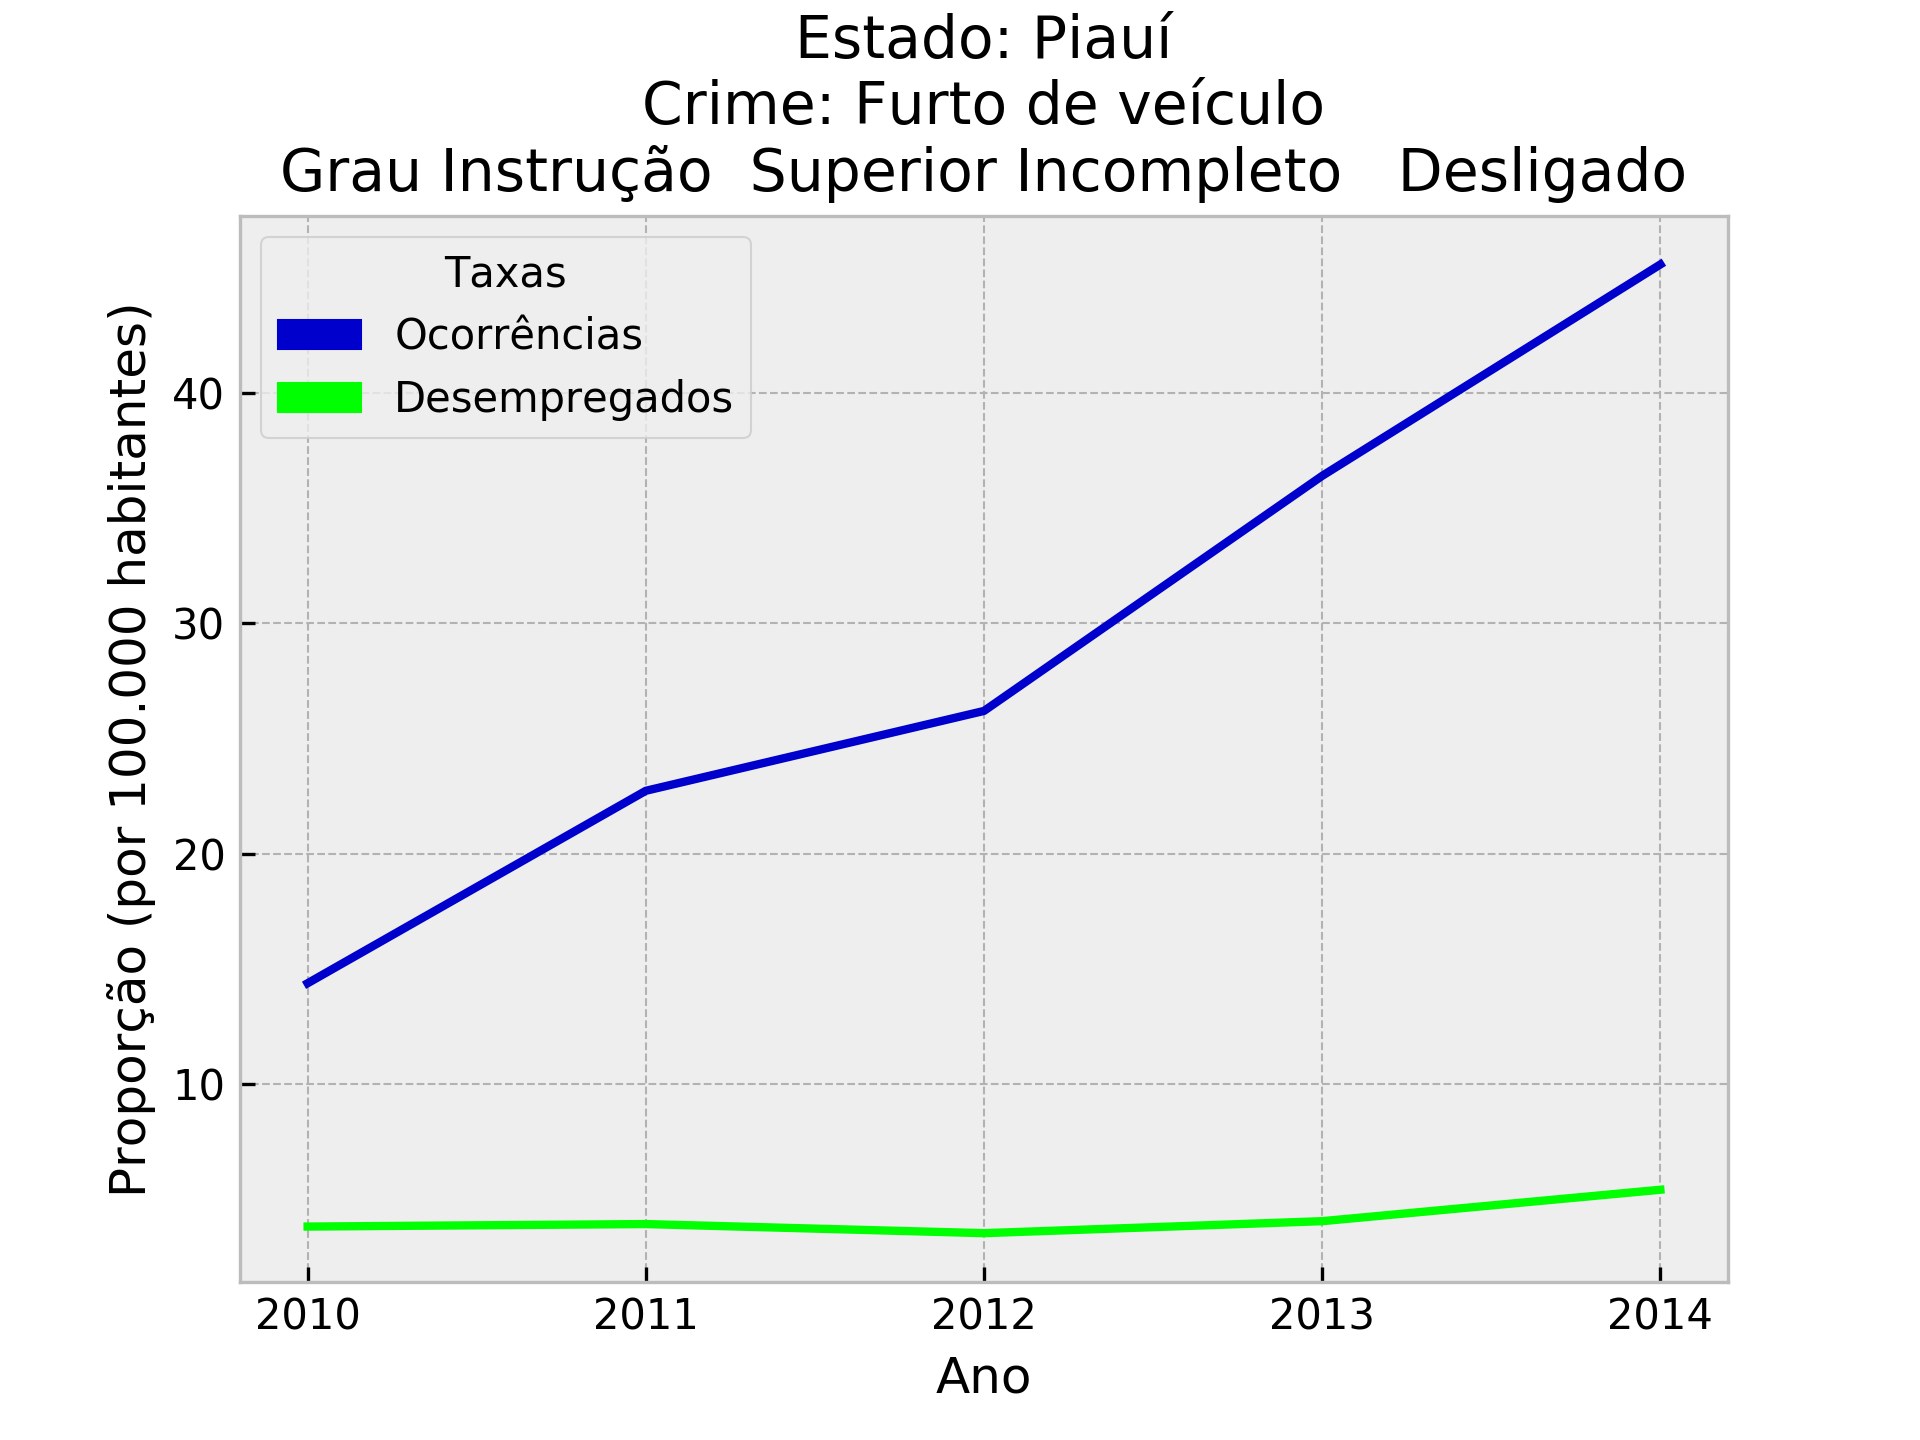 Estado: Piauí
Crime: Furto de veículo
Grau Instrução  Superior Incompleto   Desligado
Taxas
Ocorrências
Desempregados
Proporção (por 100.000 habitantes)
40
30
20
10
2010 2011 2012 2013 2014
Ano